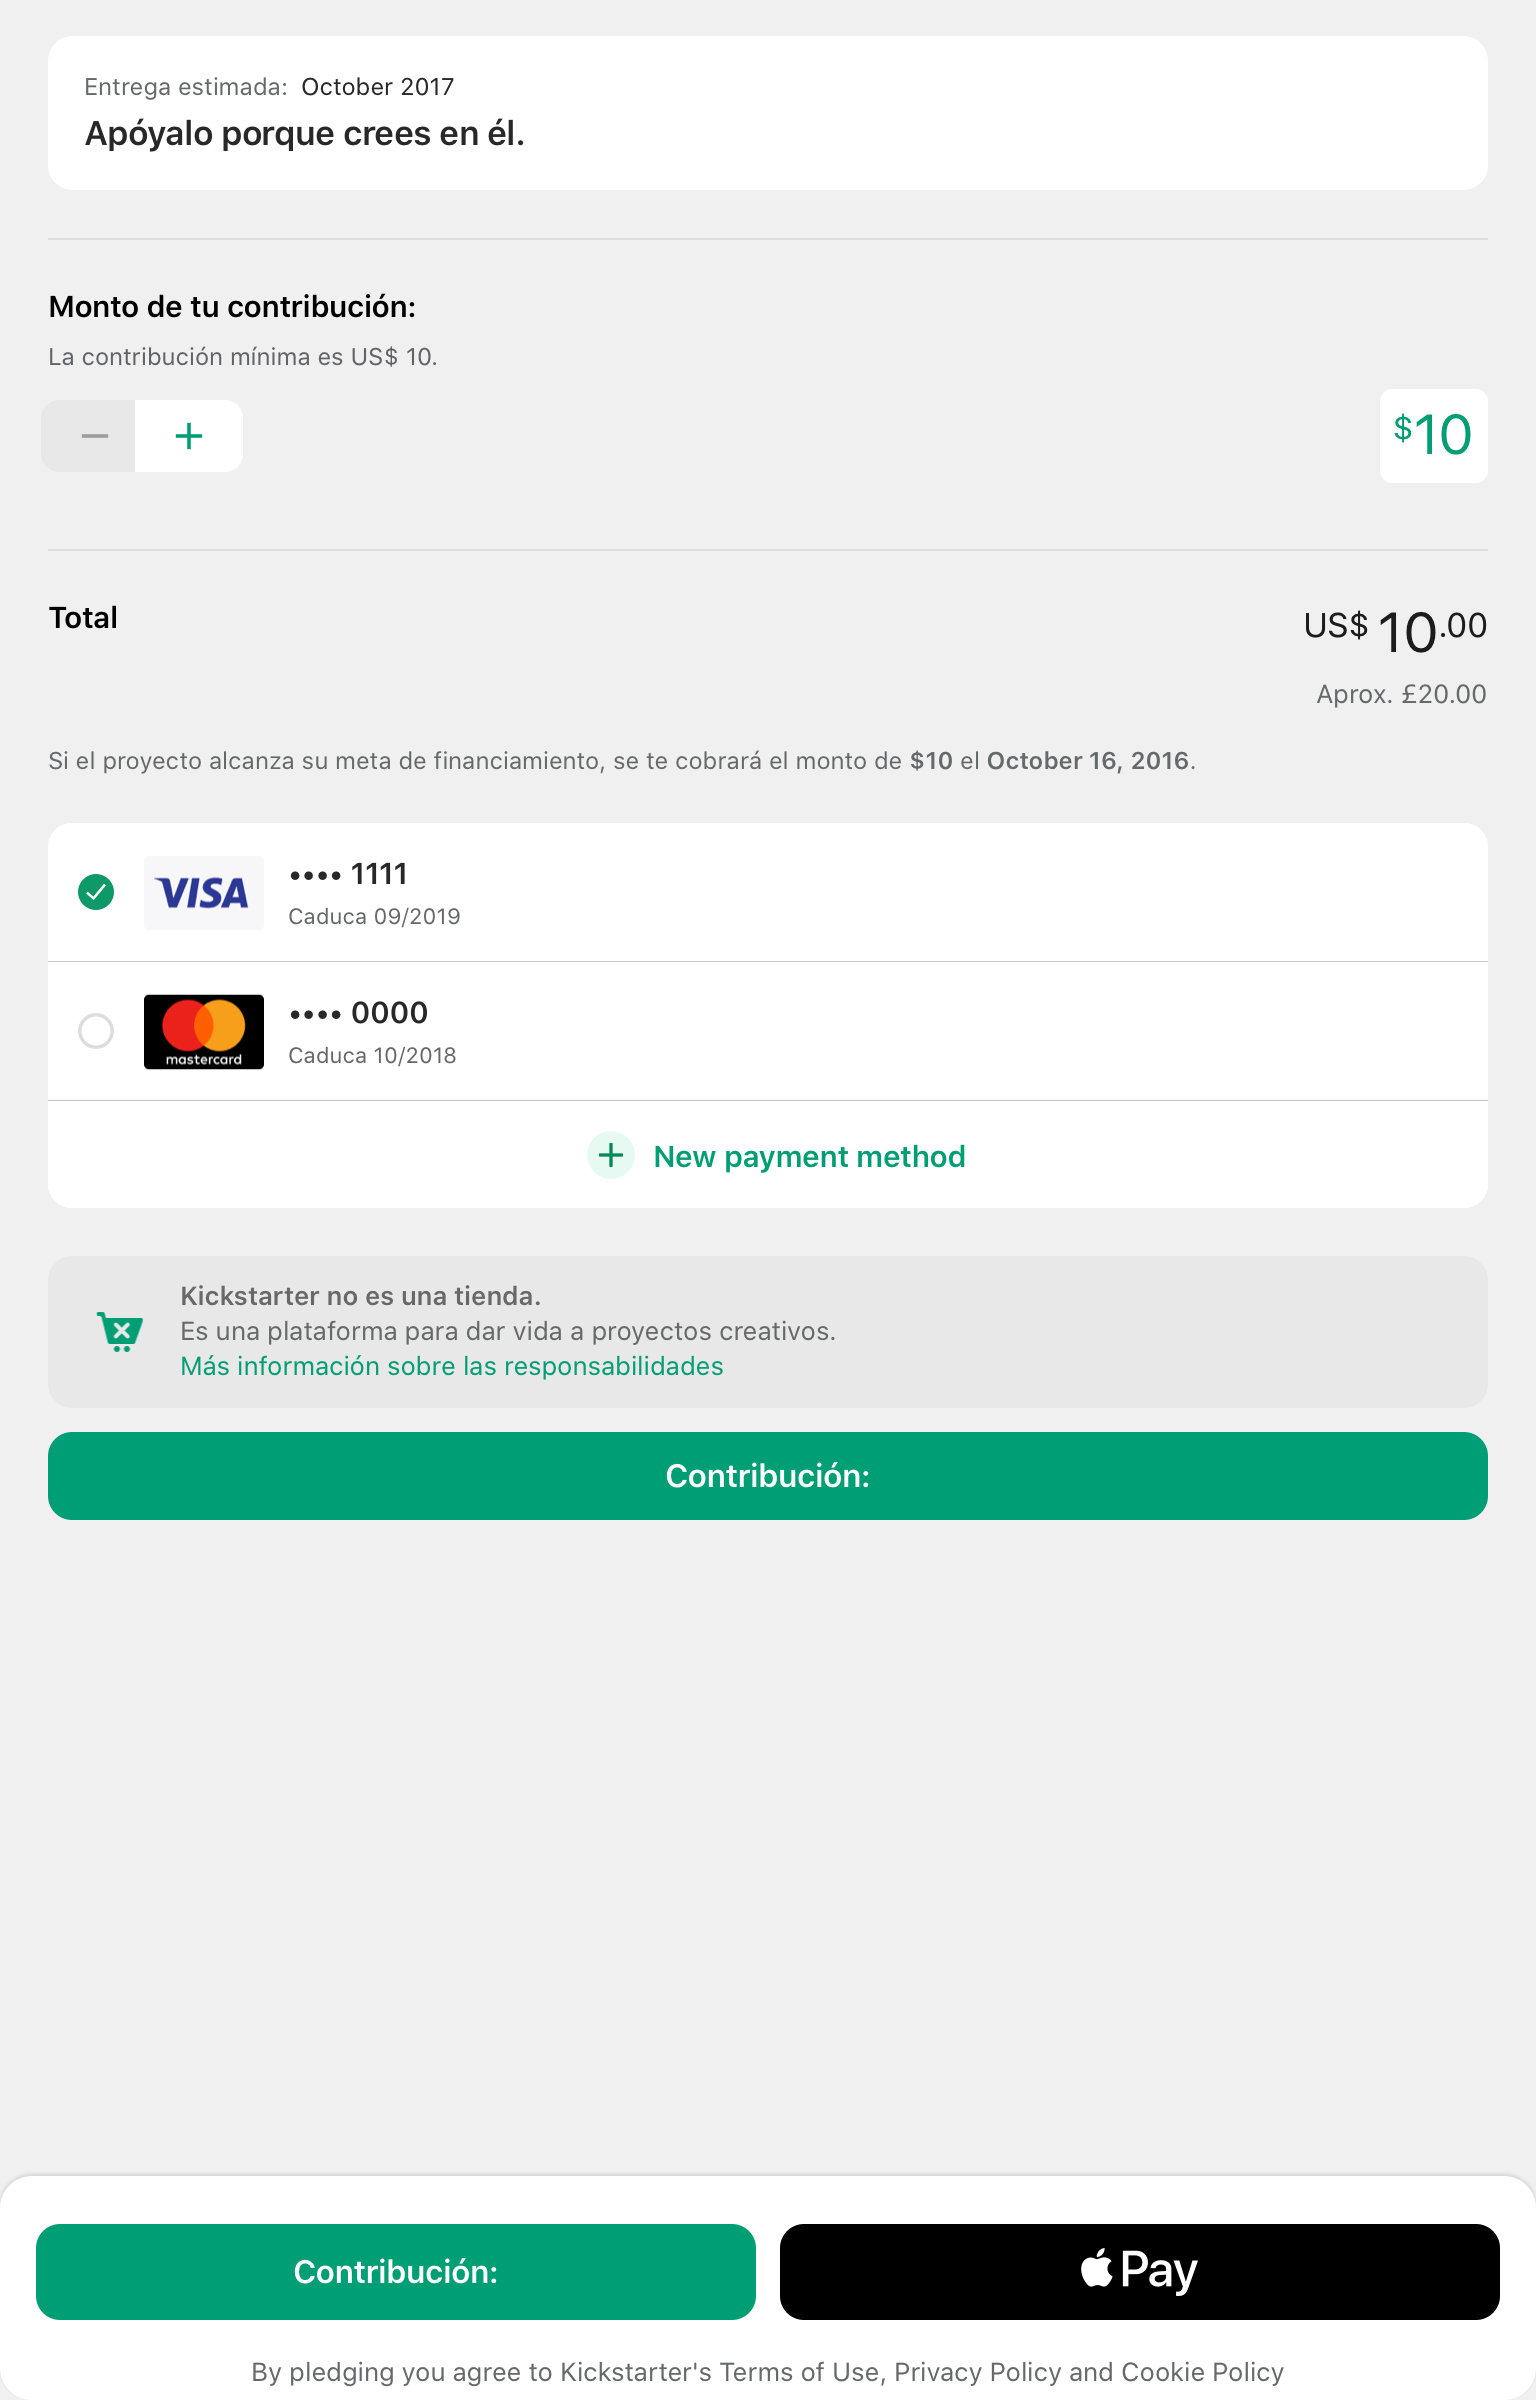 Entrega estimada: October 2017
Apóyalo porque crees en él.
Monto de tu contribución:
La contribución mínima es US$ 10.
$10
Total
US$ 10.00
Aprox. £20.00
Si el proyecto alcanza su meta de financiamiento, se te cobrará el monto de $10 el October 16, 2016.
VISA
•••• 1111
Caduca 09/2019
mastercard
•••• 0000
Caduca 10/2018
New payment method
Kickstarter no es una tienda.
Es una plataforma para dar vida a proyectos creativos.
Más información sobre las responsabilidades
Contribución:
Contribución:
Pay
By pledging you agree to Kickstarter's Terms of Use, Privacy Policy and Cookie Policy